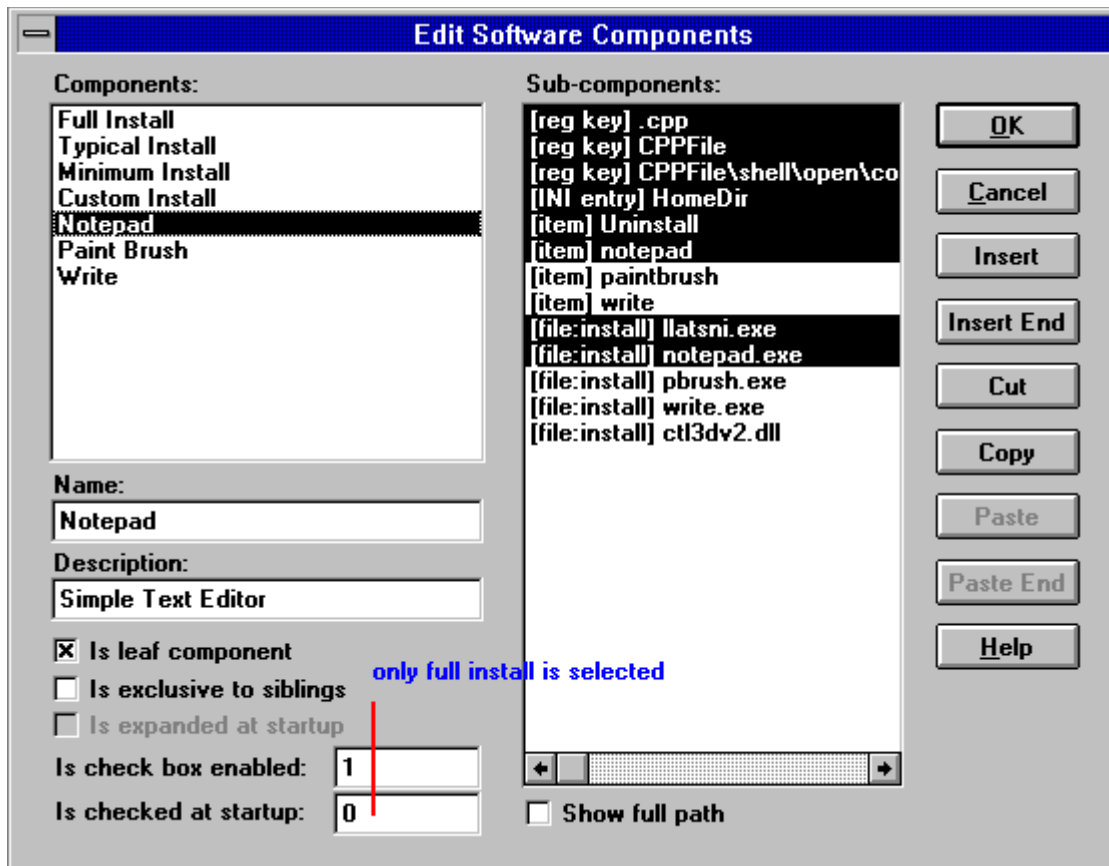 Edit Software Components
Components:
Full Install
Typical Install
Minimum Install
Custom Install
Notepad
Paint Brush
Write
Name:
Notepad
Description:
Simple Text Editor
Is leaf component
only full install is selected
Is exclusive to siblings
Is expanded at startup
Is check box enabled:
1
Is checked at startup:
0
Sub-components:
[reg key] .cpp
[reg key] CPPFile
[reg key] CPPFile\shell\open\co
[INI entry] HomeDir
[item] Uninstall
[item] notepad
[item] paintbrush
[item] write
[file:install] llatsni.exe
[file:install] notepad.exe
[file:install] pbrush.exe
[file:install] write.exe
[file:install] ctl3dv2.dll
Show full path
OK
Cancel
Insert
Insert End
Cut
Copy
Paste
Paste End
Help